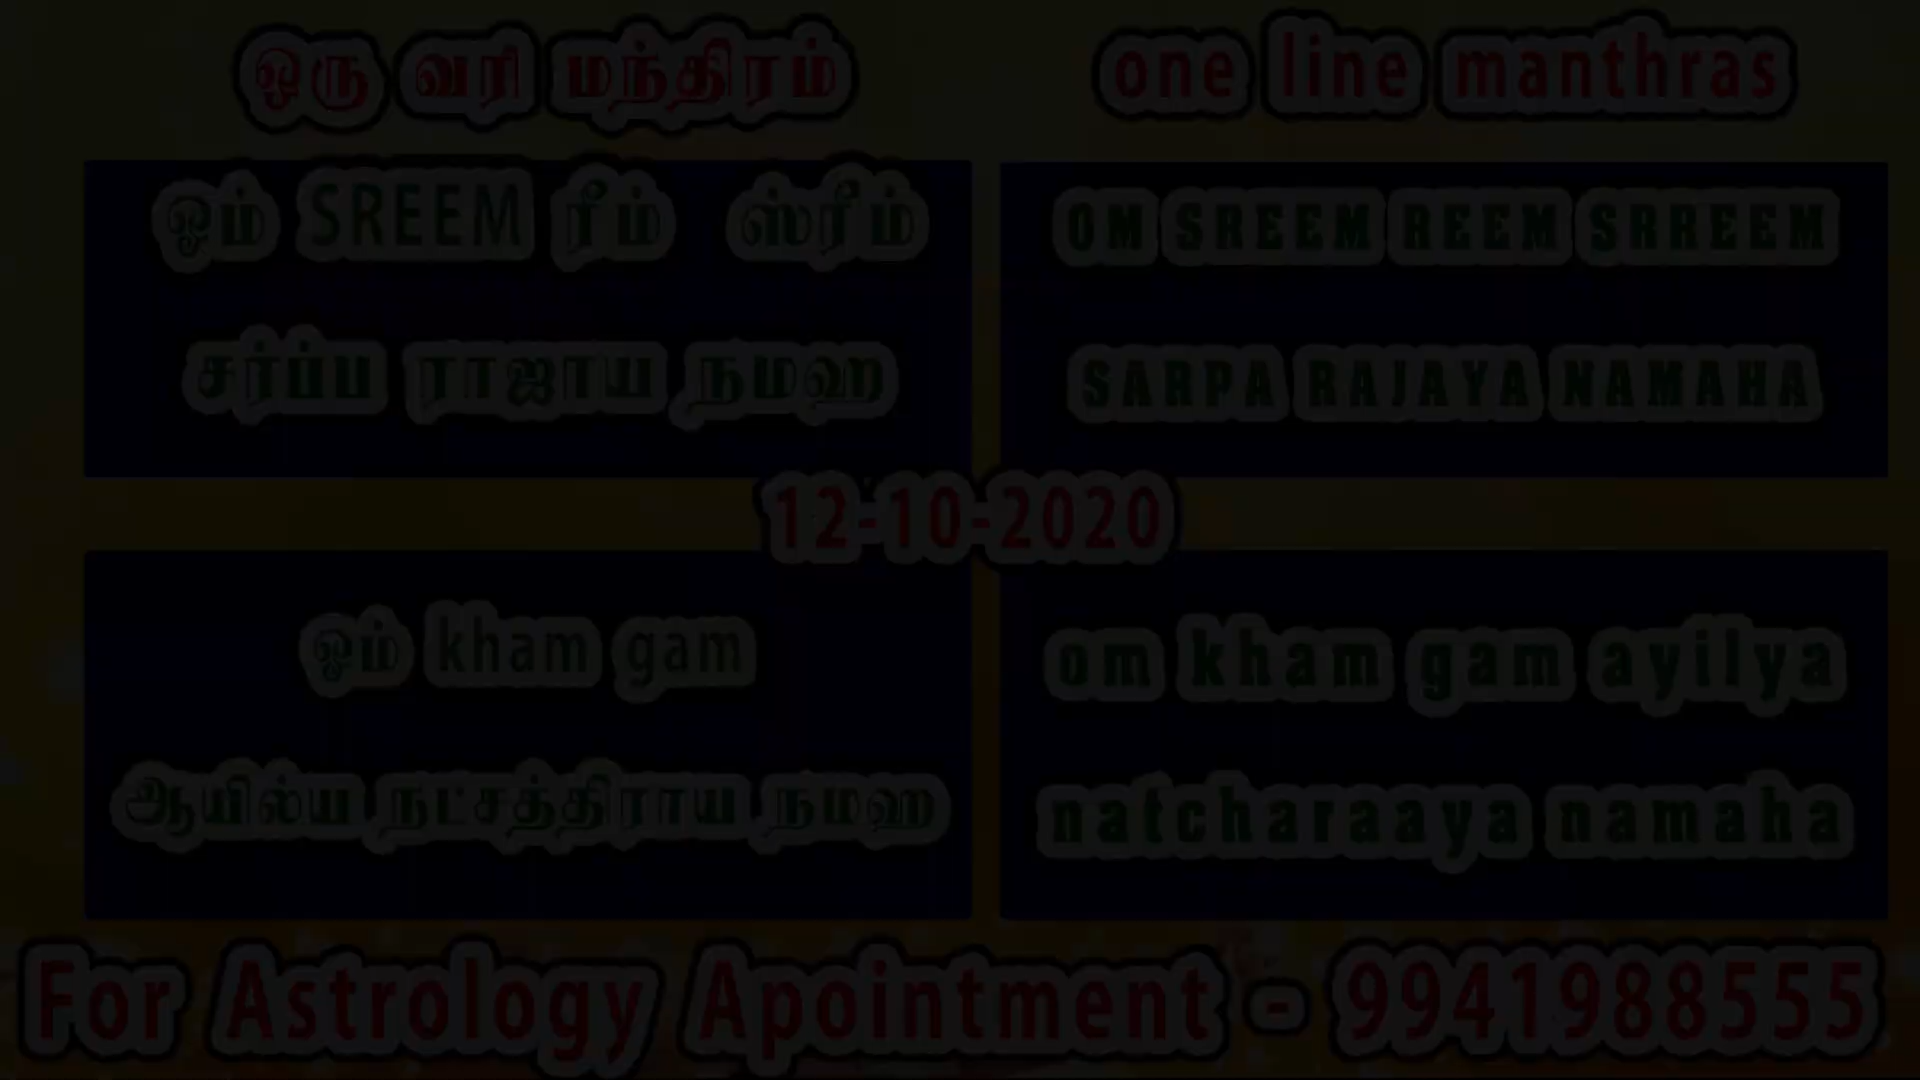 ஒரு வரி மந்திரம்
one line manthras
ஓம் SREEM ரீம் ஸ்ரீம்
சர்ப்ப ராஜாய நமஹ
OM SREEM REEM SRREEM
SARPA RAJAYA NAMAHA
12-10-2020
ஓம் kham gam
ஆயில்ய நட்சத்திராய நமஹ
om kham gam ayilya
natcharaaya namaha
For Astrology Apointment - 9941988555